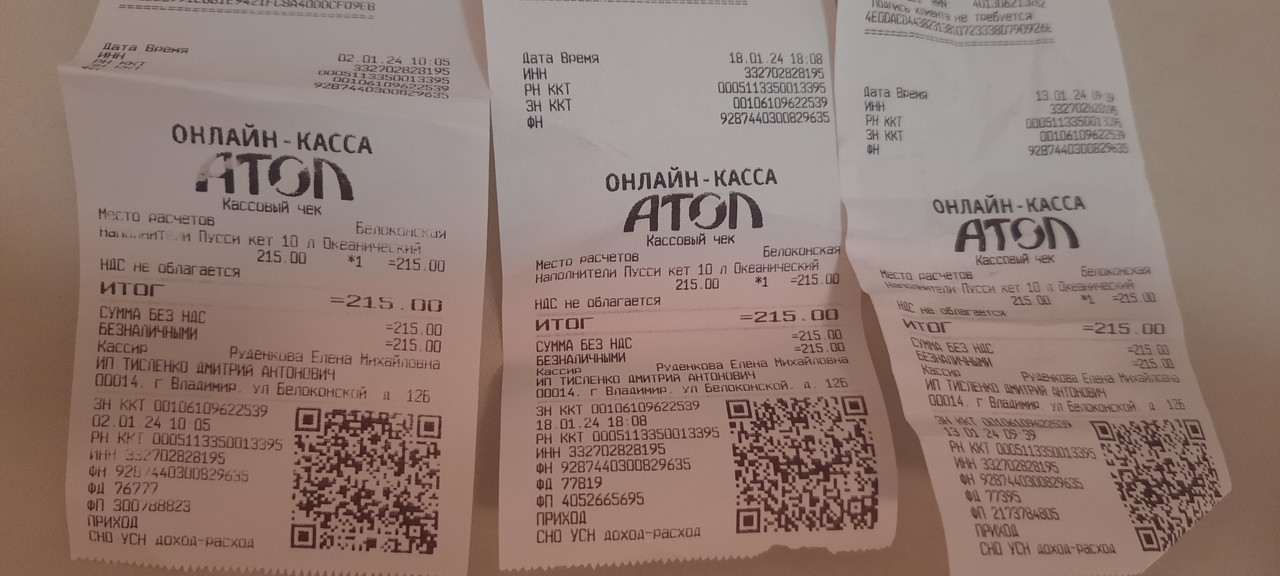 ================
Дата Время 02.01.24 10:05
ИНН 332702828195
РН ККТ 0005113350013395
00106109622539
9287440300829635
ОНЛАЙН-КАССА
АТОЛ
Кассовый чек
Место расчетов Белоконская
Наполнители Пусси кет 10 л Океанический
215.00 *1 =215.00
НДС не облагается
ИТОГ =215.00
СУММА БЕЗ НДС =215.00
БЕЗНАЛИЧНЫМИ =215.00
Кассир Руденкова Елена Михайловна
ИП ТИСЛЕНКО ДМИТРИЙ АНТОНОВИЧ
00014. г Владимир. ул Белоконской д 12Б
ЗН ККТ 00106109622539
02.01.24 10:05
РН ККТ 0005113350013395
ИНН 332702828195
ФН 9287440300829635
ФД 76777
ФП 300788823
ПРИХОД
СНО УСН доход-расход
Дата Время 18.01.24 18:08
ИНН 332702828195
РН ККТ 0005113350013395
ЗН ККТ 00106109622539
ФН 9287440300829635
ОНЛАЙН-КАССА
АТОЛ
Кассовый чек
Место расчетов Белоконская
Наполнители Пусси кет 10 л Океанический
215.00 *1 =215.00
НДС не облагается
ИТОГ =215.00
СУММА БЕЗ НДС =215.00
БЕЗНАЛИЧНЫМИ =215.00
Кассир Руденкова Елена Михайловна
ИП ТИСЛЕНКО ДМИТРИЙ АНТОНОВИЧ
00014. г Владимир. ул Белоконской. д. 12Б
ЗН ККТ 00106109622539
18.01.24 18:08
РН ККТ 0005113350013395
ИНН 332702828195
ФН 9287440300829635
ФД 77819
ФП 4052665695
ПРИХОД
СНО УСН доход-расход
Подпись клиента не требуется
================
Дата Время 13.01.24 09:39
ИНН 332702828195
РН ККТ 0005113350013395
ЗН ККТ 00106109622539
ФН 9287440300829635
ОНЛАЙН-КАССА
АТОЛ
Кассовый чек
Место расчетов Белоконская
Наполнители Пусси кет 10 л Океанический
215.00 *1 =215.00
НДС не облагается
ИТОГ =215.00
СУММА БЕЗ НДС =215.00
БЕЗНАЛИЧНЫМИ =215.00
Кассир Руденкова Елена Михайловна
ИП ТИСЛЕНКО ДМИТРИЙ АНТОНОВИЧ
00014. г Владимир. ул Белоконской. д. 12Б
ЗН ККТ 00106109622539
13.01.24 09:39
РН ККТ 0005113350013395
ИНН 332702828195
ФН 9287440300829635
ФД 77395
ФП 2173784805
ПРИХОД
СНО УСН доход-расход